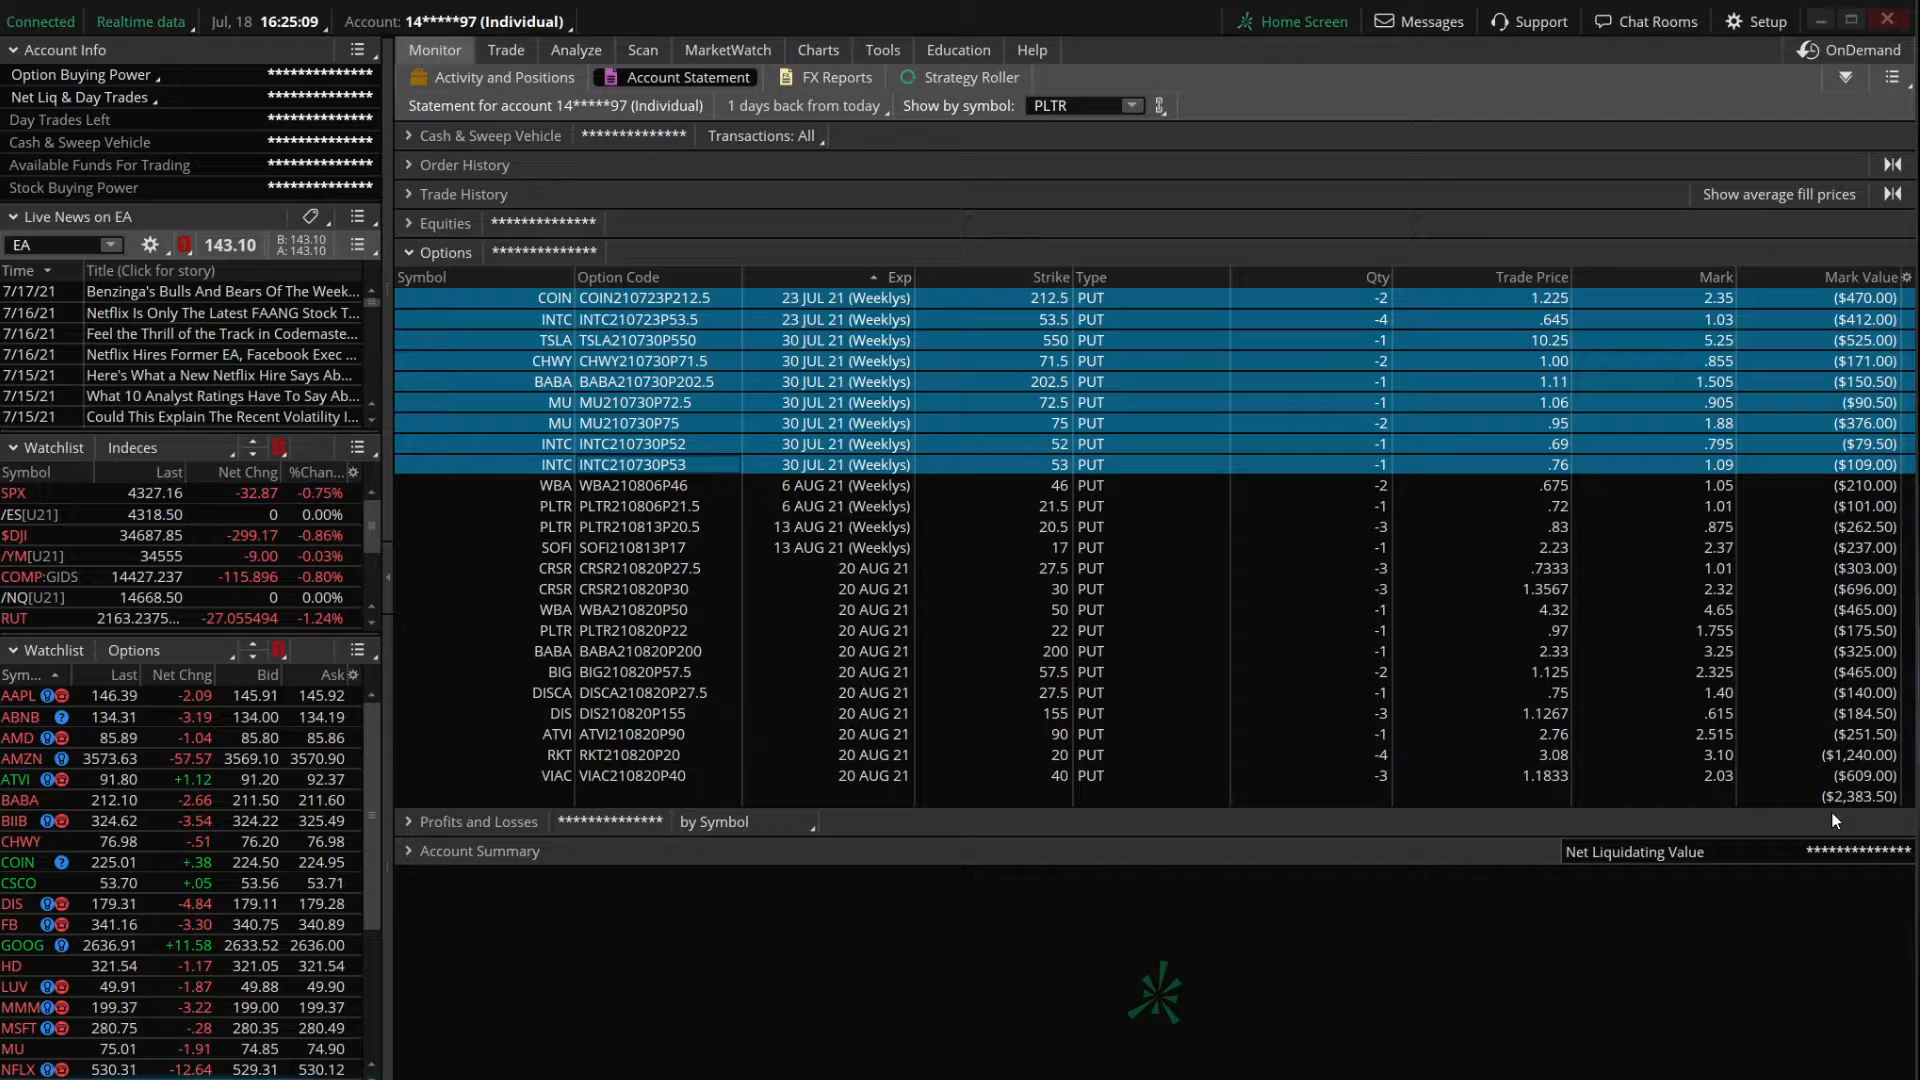 Connected Realtime data Jul, 18 16:25:09 Account: 14*****97 (Individual) Home Screen Messages Support Chat Rooms Setup
Account Info
Option Buying Power **************
Net Liq & Day Trades **************
Day Trades Left **************
Cash & Sweep Vehicle **************
Available Funds For Trading **************
Stock Buying Power **************
Live News on EA
EA 143.10 B: 143.10
A: 143.10
Time Title (Click for story)
7/17/21 Benzinga's Bulls And Bears Of The Week...
7/16/21 Netflix Is Only The Latest FAANG Stock T...
7/16/21 Feel the Thrill of the Track in Codemaste...
7/16/21 Netflix Hires Former EA, Facebook Exec ...
7/15/21 Here's What a New Netflix Hire Says Ab...
7/15/21 What 10 Analyst Ratings Have To Say Ab...
7/15/21 Could This Explain The Recent Volatility I...
Watchlist Indeces
Symbol Last Net Chng %Chan...
SPX 4327.16 -32.87 -0.75%
/ES[U21] 4318.50 0 0.00%
$DJI 34687.85 -299.17 -0.86%
/YM[U21] 34555 -9.00 -0.03%
COMP:GIDS 14427.237 -115.896 -0.80%
/NQ[U21] 14668.50 0 0.00%
RUT 2163.2375... -27.055494 -1.24%
Watchlist Options
Sym... Last Net Chng Bid Ask
AAPL 146.39 -2.09 145.91 145.92
ABNB 134.31 -3.19 134.00 134.19
AMD 85.89 -1.04 85.80 85.86
AMZN 3573.63 -57.57 3569.10 3570.90
ATVI 91.80 +1.12 91.20 92.37
BABA 212.10 -2.66 211.50 211.60
BIIB 324.62 -3.54 324.22 325.49
CHWY 76.98 -.51 76.20 76.98
COIN 225.01 +.38 224.50 224.95
CSCO 53.70 +.05 53.56 53.71
DIS 179.31 -4.84 179.11 179.28
FB 341.16 -3.30 340.75 340.89
GOOG 2636.91 +11.58 2633.52 2636.00
HD 321.54 -1.17 321.05 321.54
LUV 49.91 -1.87 49.88 49.90
MMM 199.37 -3.22 199.00 199.37
MSFT 280.75 -.28 280.35 280.49
MU 75.01 -1.91 74.85 74.90
NFLX 530.31 -12.64 529.31 530.12
Monitor Trade Analyze Scan MarketWatch Charts Tools Education Help OnDemand
Activity and Positions Account Statement FX Reports Strategy Roller
Statement for account 14*****97 (Individual) 1 days back from today Show by symbol: PLTR
Cash & Sweep Vehicle ************** Transactions: All
Order History
Trade History Show average fill prices
Equities **************
Options **************
Symbol Option Code Exp Strike Type Qty Trade Price Mark Mark Value
COIN COIN210723P212.5 23 JUL 21 (Weeklys) 212.5 PUT -2 1.225 2.35 ($470.00)
INTC INTC210723P53.5 23 JUL 21 (Weeklys) 53.5 PUT -4 .645 1.03 ($412.00)
TSLA TSLA210730P550 30 JUL 21 (Weeklys) 550 PUT -1 10.25 5.25 ($525.00)
CHWY CHWY210730P71.5 30 JUL 21 (Weeklys) 71.5 PUT -2 1.00 .855 ($171.00)
BABA BABA210730P202.5 30 JUL 21 (Weeklys) 202.5 PUT -1 1.11 1.505 ($150.50)
MU MU210730P72.5 30 JUL 21 (Weeklys) 72.5 PUT -1 1.06 .905 ($90.50)
MU MU210730P75 30 JUL 21 (Weeklys) 75 PUT -2 .95 1.88 ($376.00)
INTC INTC210730P52 30 JUL 21 (Weeklys) 52 PUT -1 .69 .795 ($79.50)
INTC INTC210730P53 30 JUL 21 (Weeklys) 53 PUT -1 .76 1.09 ($109.00)
WBA WBA210806P46 6 AUG 21 (Weeklys) 46 PUT -2 .675 1.05 ($210.00)
PLTR PLTR210806P21.5 6 AUG 21 (Weeklys) 21.5 PUT -1 .72 1.01 ($101.00)
PLTR PLTR210813P20.5 13 AUG 21 (Weeklys) 20.5 PUT -3 .83 .875 ($262.50)
SOFI SOFI210813P17 13 AUG 21 (Weeklys) 17 PUT -1 2.23 2.37 ($237.00)
CRSR CRSR210820P27.5 20 AUG 21 27.5 PUT -3 .7333 1.01 ($303.00)
CRSR CRSR210820P30 20 AUG 21 30 PUT -3 1.3567 2.32 ($696.00)
WBA WBA210820P50 20 AUG 21 50 PUT -1 4.32 4.65 ($465.00)
PLTR PLTR210820P22 20 AUG 21 22 PUT -1 .97 1.755 ($175.50)
BABA BABA210820P200 20 AUG 21 200 PUT -1 2.33 3.25 ($325.00)
BIG BIG210820P57.5 20 AUG 21 57.5 PUT -2 1.125 2.325 ($465.00)
DISCA DISCA210820P27.5 20 AUG 21 27.5 PUT -1 .75 1.40 ($140.00)
DIS DIS210820P155 20 AUG 21 155 PUT -3 1.1267 .615 ($184.50)
ATVI ATVI210820P90 20 AUG 21 90 PUT -1 2.76 2.515 ($251.50)
RKT RKT210820P20 20 AUG 21 20 PUT -4 3.08 3.10 ($1,240.00)
VIAC VIAC210820P40 20 AUG 21 40 PUT -3 1.1833 2.03 ($609.00)
($2,383.50)
Profits and Losses ************** by Symbol
Account Summary Net Liquidating Value **************